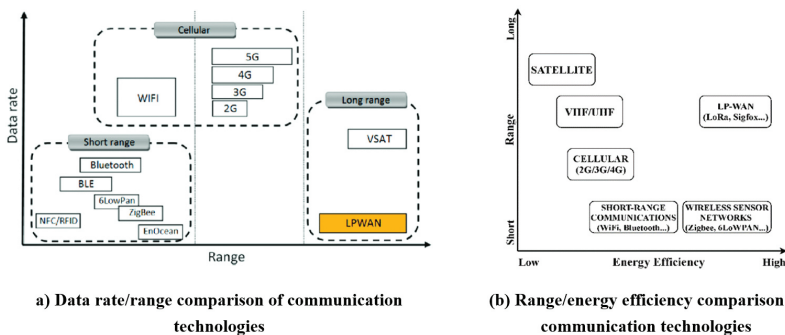 Cellular
5G
4G
3G
2G
WIFI
Long range
VSAT
LPWAN
Short range
Bluetooth
BLE
6LowPan
ZigBee
NFC/RFID
EnOcean
Data rate
Range
a) Data rate/range comparison of communication
technologies
Long
Range
Short
SATELLITE
VHF/UHF
LP-WAN
(LoRa, Sigfox...)
CELLULAR
(2G/3G/4G)
SHORT-RANGE
COMMUNICATIONS
(WiFi, Bluetooth...)
WIRELESS SENSOR
NETWORKS
(Zigbee, 6LoWPAN...)
Low
Energy Efficiency
High
(b) Range/energy efficiency comparison
communication technologies